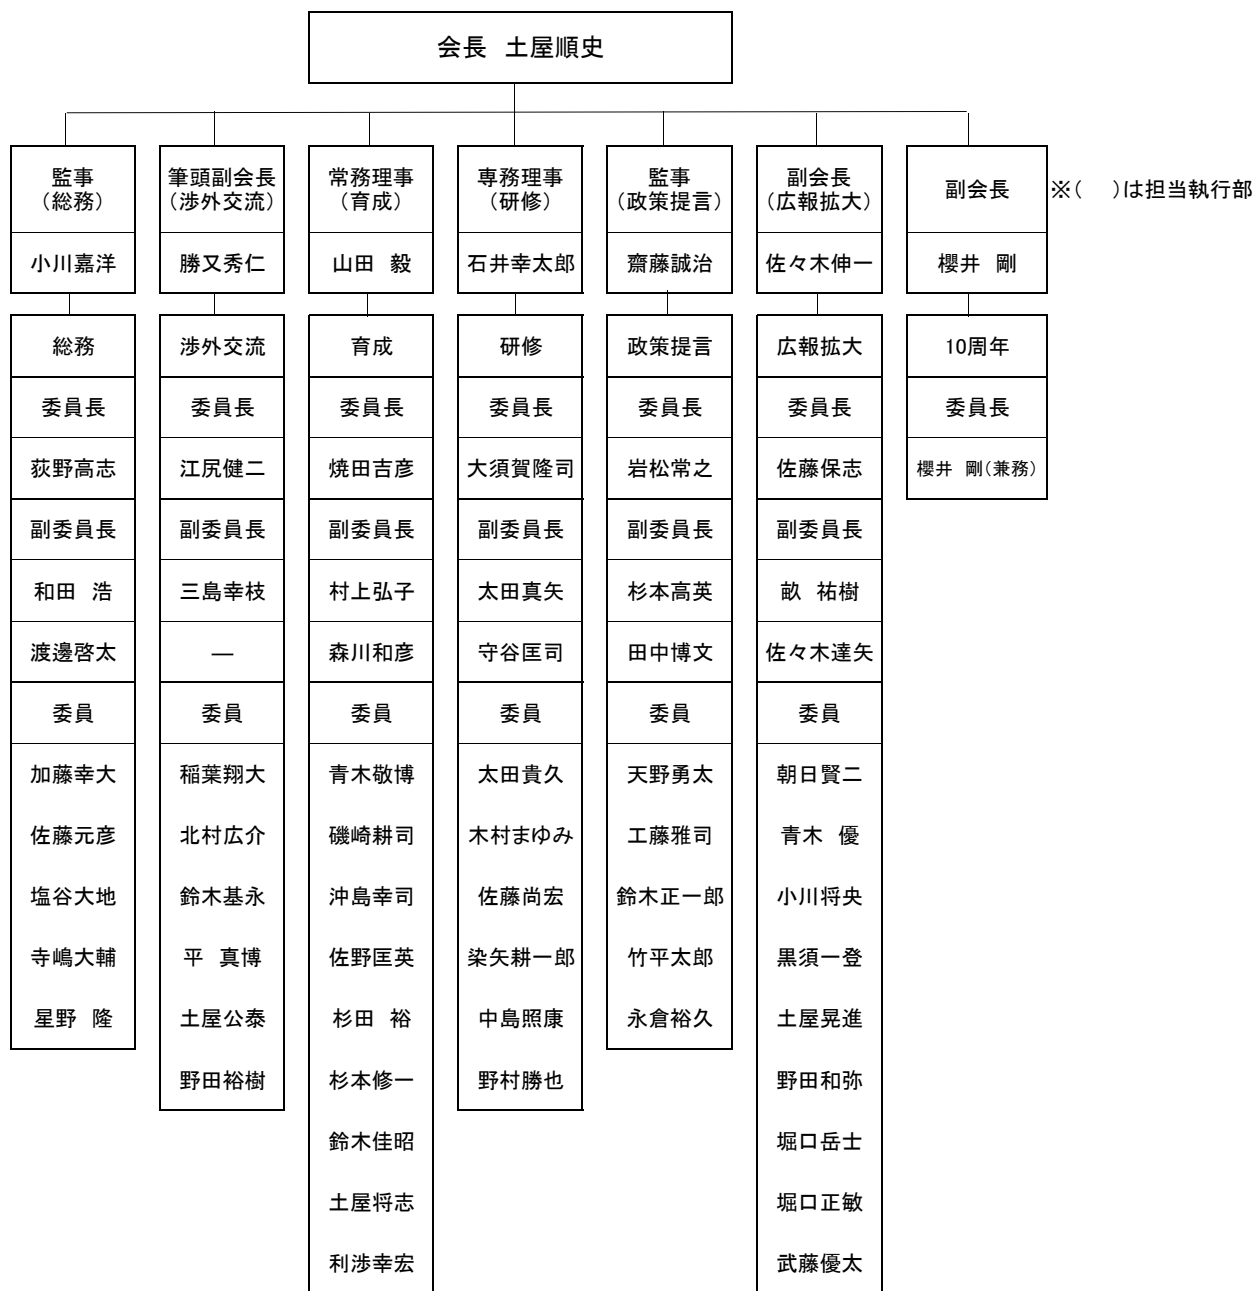 会長　土屋順史
監事
（総務）
小川嘉洋
筆頭副会長
（渉外交流）
勝又秀仁
常務理事
（育成）
山田　毅
専務理事
（研修）
石井幸太郎
監事
（政策提言）
齋藤誠治
副会長
（広報拡大）
佐々木伸一
副会長
櫻井　剛
※（　）は担当執行部
総務
委員長
荻野高志
副委員長
和田　浩
渡邊啓太
委員
加藤幸大
佐藤元彦
塩谷大地
寺嶋大輔
星野　隆
渉外交流
委員長
江尻健二
副委員長
三島幸枝
―
委員
稲葉翔大
北村広介
鈴木基永
平　真博
土屋公泰
野田裕樹
育成
委員長
焼田吉彦
副委員長
村上弘子
森川和彦
委員
青木敬博
磯崎耕司
沖島幸司
佐野匡英
杉田　裕
杉本修一
鈴木佳昭
土屋将志
利渉幸宏
研修
委員長
大須賀隆司
副委員長
太田真矢
守谷匡司
委員
太田貴久
木村まゆみ
佐藤尚宏
染矢耕一郎
中島照康
野村勝也
政策提言
委員長
岩松常之
副委員長
杉本高英
田中博文
委員
天野勇太
工藤雅司
鈴木正一郎
竹平太郎
永倉裕久
広報拡大
委員長
佐藤保志
副委員長
畝　祐樹
佐々木達矢
委員
朝日賢二
青木　優
小川将央
黒須一登
土屋晃進
野田和弥
堀口岳士
堀口正敏
武藤優太
10周年
委員長
櫻井　剛（兼務）